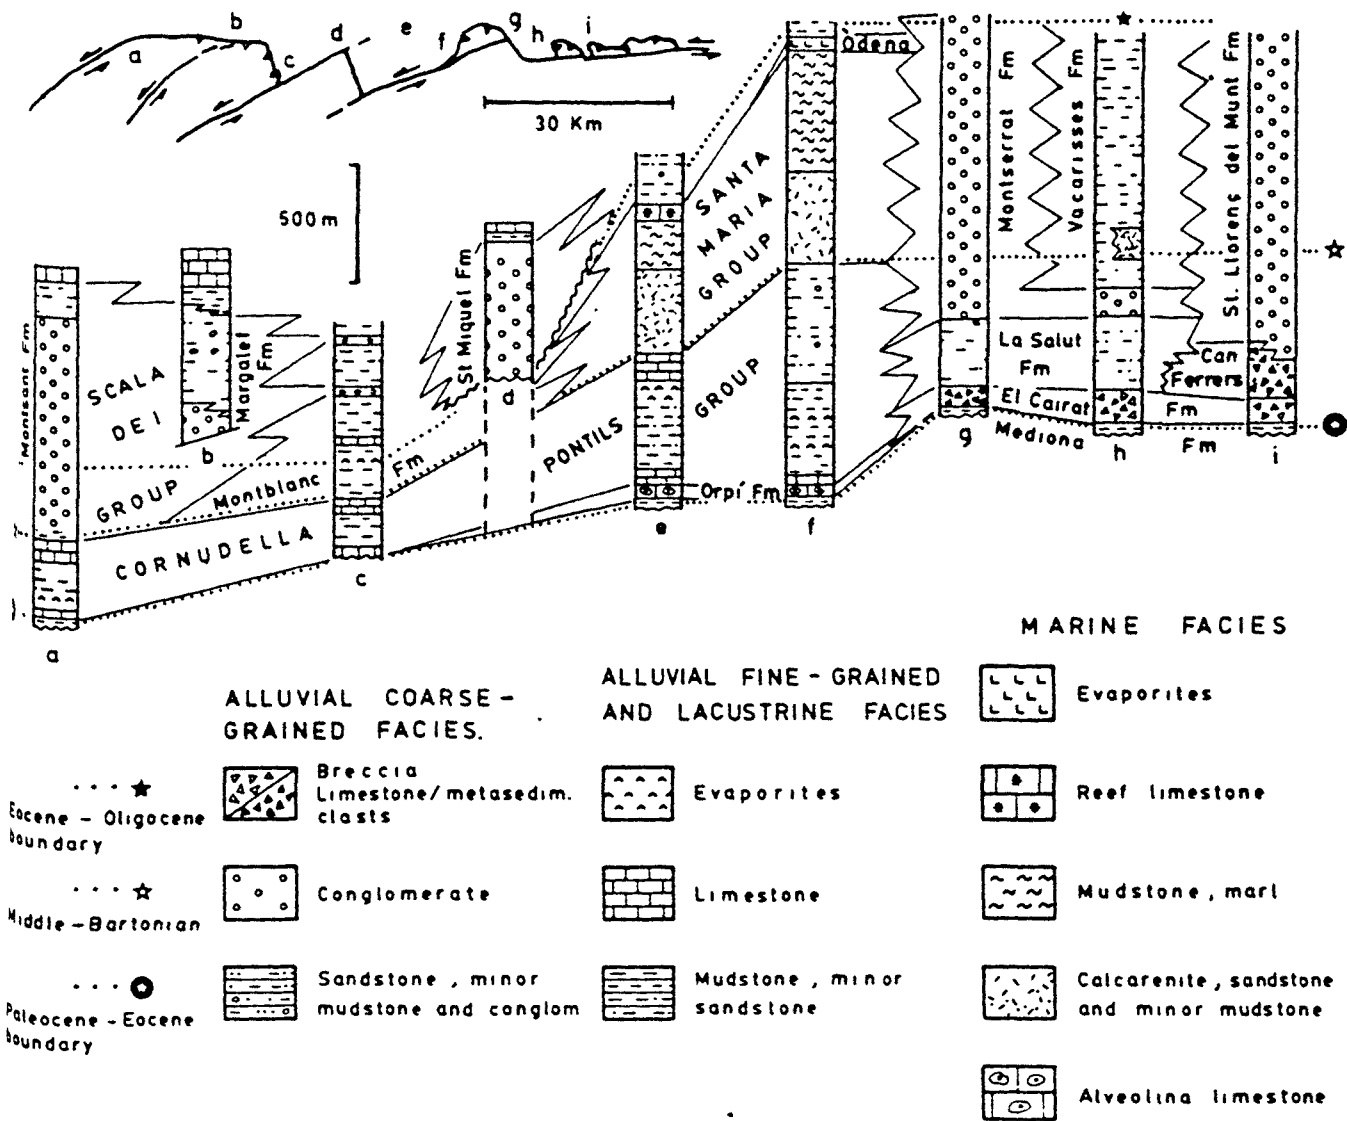 a
b
c
d
e
f
g
h
i
30 Km
500 m
Òdena
Montsant Fm
SCALA
DEI
GROUP
Margalef
Fm
b
Montblanc
Fm
CORNUDELLA
a
c
St Miquel Fm
d
PONTILS
GROUP
SANTA
MARIA
GROUP
Orpí Fm
e
f
Montserrat Fm
Vacarisses Fm
St. Llorenç del Munt Fm
La Salut
Fm
El Cairat
Fm
Mediona
Fm
Can
Ferrers
g
h
i
MARINE FACIES
ALLUVIAL COARSE-
GRAINED FACIES.
ALLUVIAL FINE-GRAINED
AND LACUSTRINE FACIES
Evaporites
Eocene - Oligocene
boundary
Breccia
Limestone/metasedim.
clasts
Evaporites
Reef limestone
Middle-Bartonian
Conglomerate
Limestone
Mudstone, marl
Paleocene - Eocene
boundary
Sandstone, minor
mudstone and conglom
Mudstone, minor
sandstone
Calcarenite, sandstone
and minor mudstone
Alveolina limestone